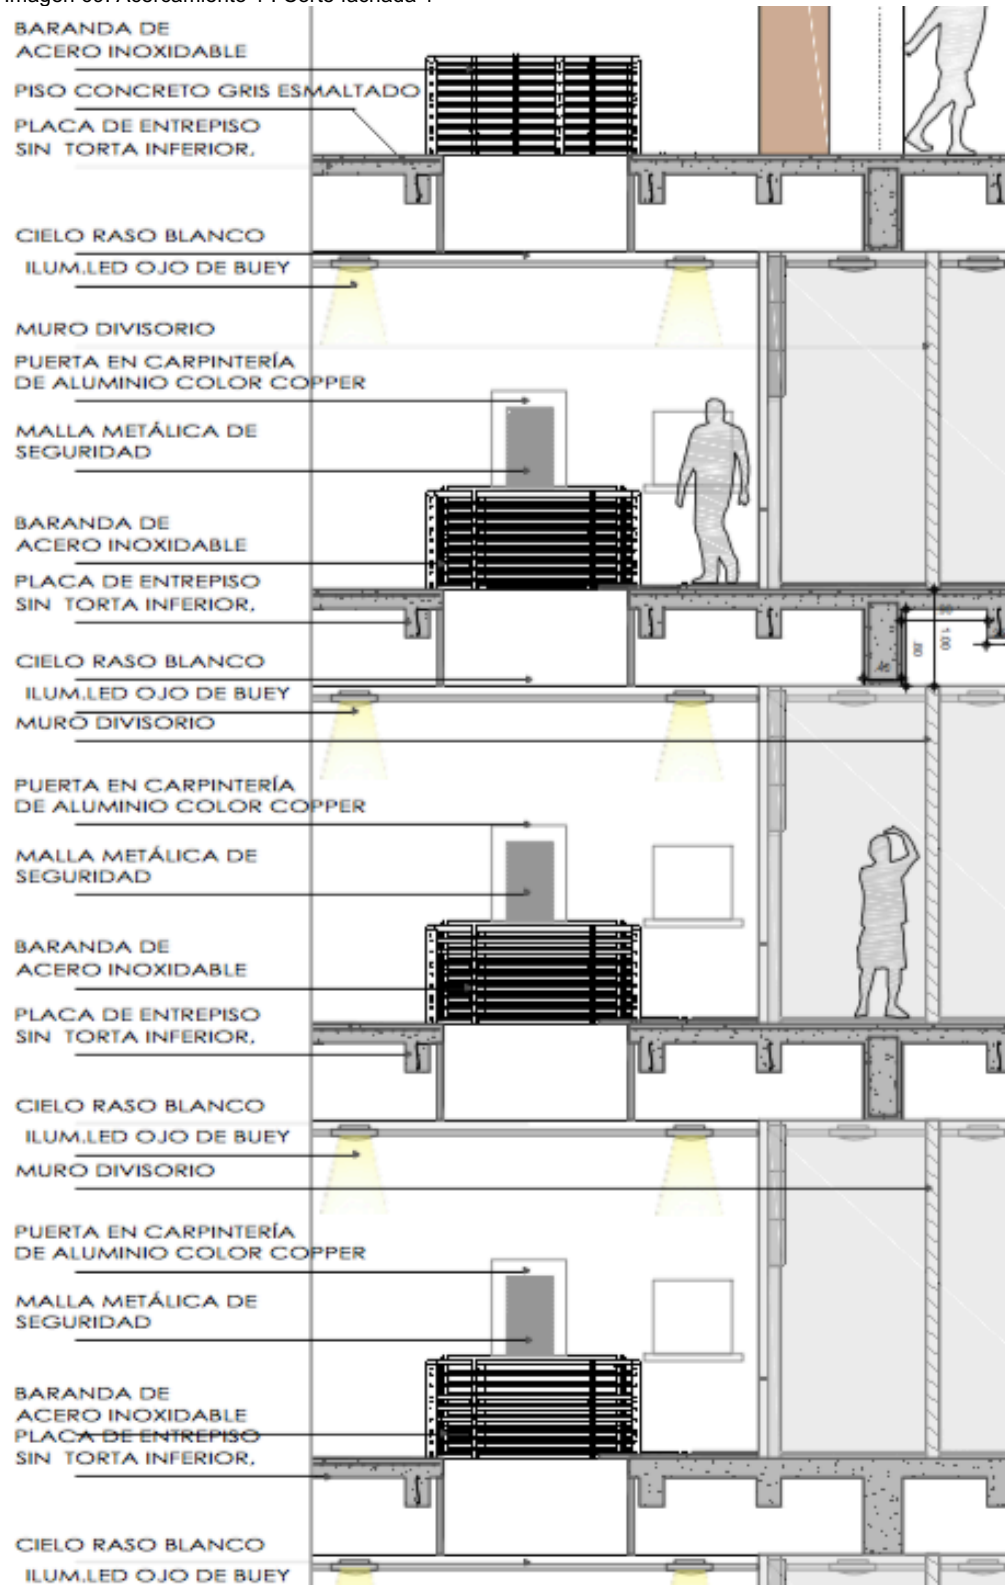 BARANDA DE
ACERO INOXIDABLE
PISO CONCRETO GRIS ESMALTADO
PLACA DE ENTREPISO
SIN TORTA INFERIOR,
CIELO RASO BLANCO
ILUM.LED OJO DE BUEY
MURO DIVISORIO
PUERTA EN CARPINTERÍA
DE ALUMINIO COLOR COPPER
MALLA METÁLICA DE
SEGURIDAD
BARANDA DE
ACERO INOXIDABLE
PLACA DE ENTREPISO
SIN TORTA INFERIOR,
1.00
.80
CIELO RASO BLANCO
ILUM.LED OJO DE BUEY
MURO DIVISORIO
PUERTA EN CARPINTERÍA
DE ALUMINIO COLOR COPPER
MALLA METÁLICA DE
SEGURIDAD
BARANDA DE
ACERO INOXIDABLE
PLACA DE ENTREPISO
SIN TORTA INFERIOR,
CIELO RASO BLANCO
ILUM.LED OJO DE BUEY
MURO DIVISORIO
PUERTA EN CARPINTERÍA
DE ALUMINIO COLOR COPPER
MALLA METÁLICA DE
SEGURIDAD
BARANDA DE
ACERO INOXIDABLE
PLACA DE ENTREPISO
SIN TORTA INFERIOR,
CIELO RASO BLANCO
ILUM.LED OJO DE BUEY